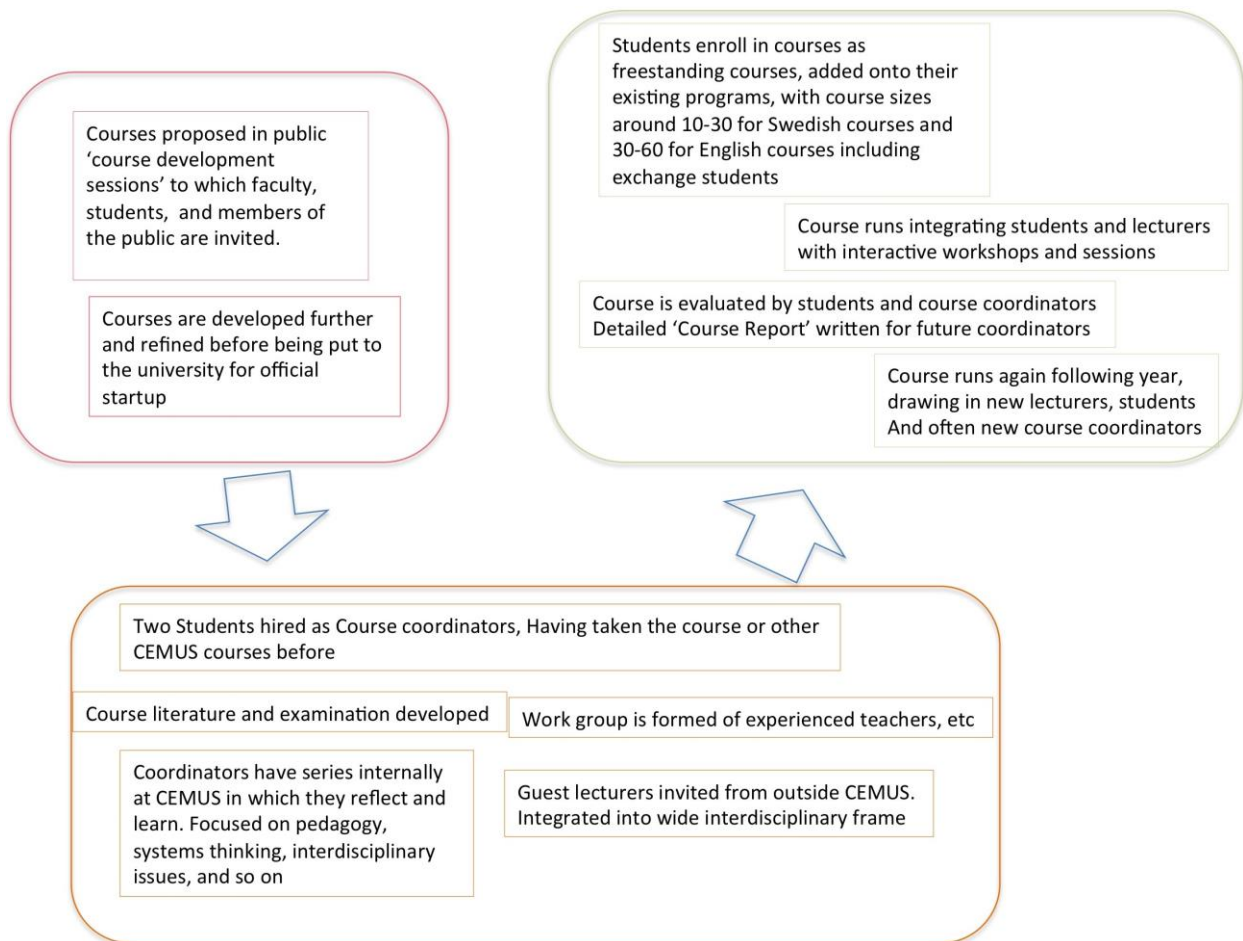 Courses proposed in public
‘course development
sessions’ to which faculty,
students, and members of
the public are invited.
Courses are developed further
and refined before being put to
the university for official
startup
Students enroll in courses as
freestanding courses, added onto their
existing programs, with course sizes
around 10-30 for Swedish courses and
30-60 for English courses including
exchange students
Course runs integrating students and lecturers
with interactive workshops and sessions
Course is evaluated by students and course coordinators
Detailed ‘Course Report’ written for future coordinators
Course runs again following year,
drawing in new lecturers, students
And often new course coordinators
Two Students hired as Course coordinators, Having taken the course or other
CEMUS courses before
Course literature and examination developed
Work group is formed of experienced teachers, etc
Coordinators have series internally
at CEMUS in which they reflect and
learn. Focused on pedagogy,
systems thinking, interdisciplinary
issues, and so on
Guest lecturers invited from outside CEMUS.
Integrated into wide interdisciplinary frame